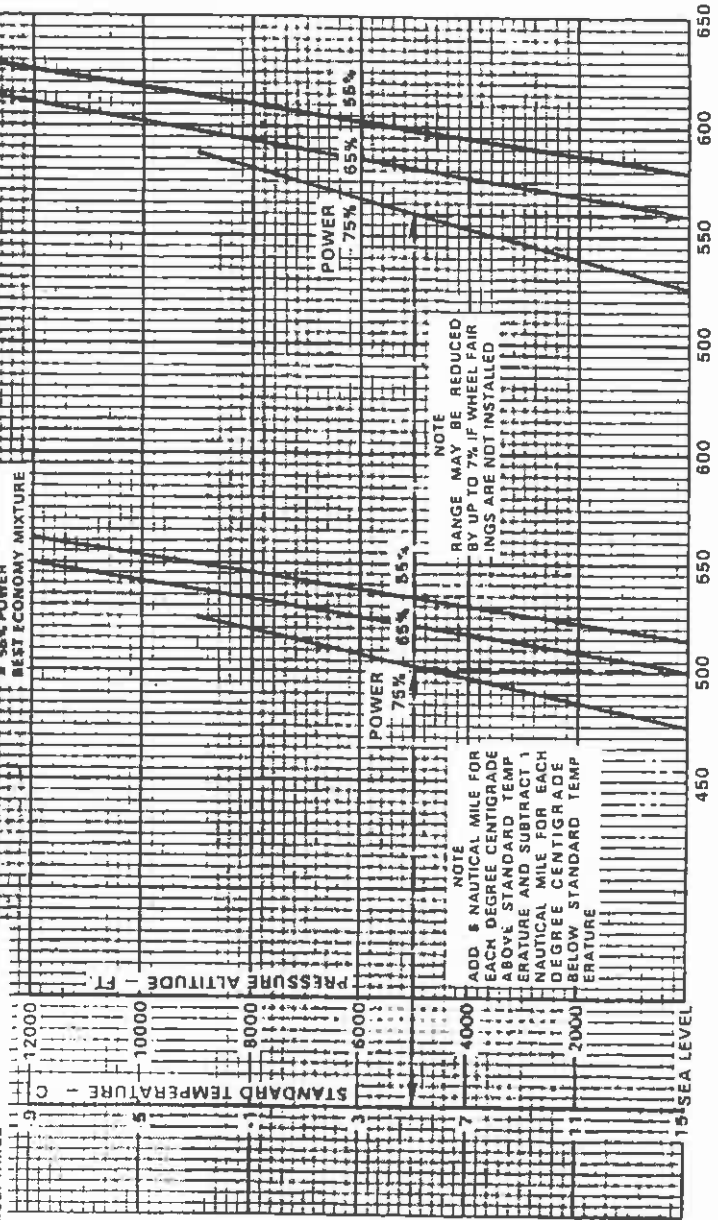 56% POWER
BEST ECONOMY MIXTURE
STANDARD TEMPERATURE - C
PRESSURE ALTITUDE - FT.
12000
10000
-5
8000
-1
6000
3
4000
7
2000
11
SEA LEVEL
15
POWER
75%
65%
55%
POWER
75%
65%
55%
NOTE
ADD & NAUTICAL MILE FOR
EACH DEGREE CENTIGRADE
ABOVE STANDARD TEMP
ERATURE AND SUBTRACT 1
NAUTICAL MILE FOR EACH
DEGREE CENTIGRADE
BELOW STANDARD TEMP
ERATURE
NOTE
RANGE MAY BE REDUCED
BY UP TO 7% IF WHEEL FAIR
INGS ARE NOT INSTALLED
450
500
550
600
500
550
600
650